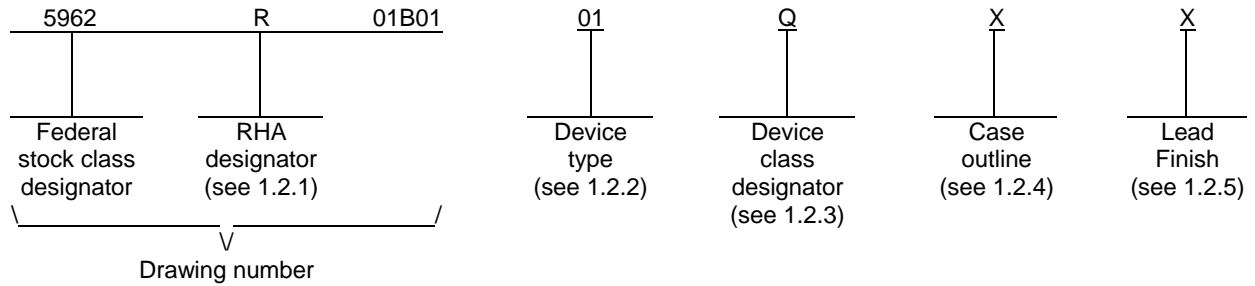 5962 R 01B01 01 Q X X
Federal RHA Device Device Case Lead
stock class designator type class outline Finish
designator (see 1.2.1) (see 1.2.2) designator (see 1.2.4) (see 1.2.5)
(see 1.2.3)
Drawing number